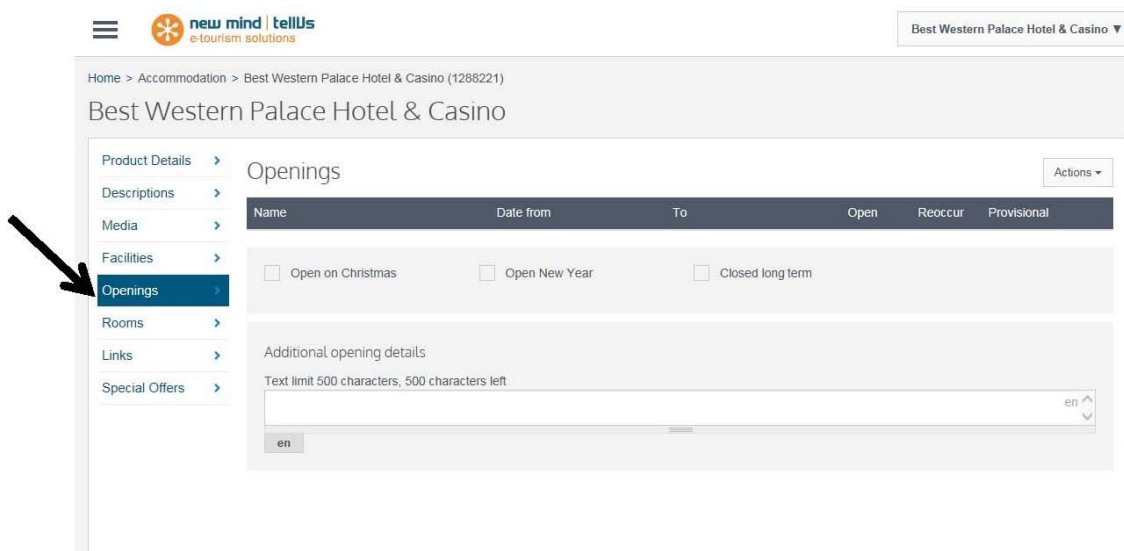 new mind | tellUs
e-tourism solutions
Best Western Palace Hotel & Casino ▼
Home > Accommodation > Best Western Palace Hotel & Casino (1288221)
Best Western Palace Hotel & Casino
Product Details
Descriptions
Media
Facilities
Openings
Rooms
Links
Special Offers
Openings
Actions
Name Date from To Open Reoccur Provisional
Open on Christmas Open New Year Closed long term
Additional opening details
Text limit 500 characters, 500 characters left
en
en